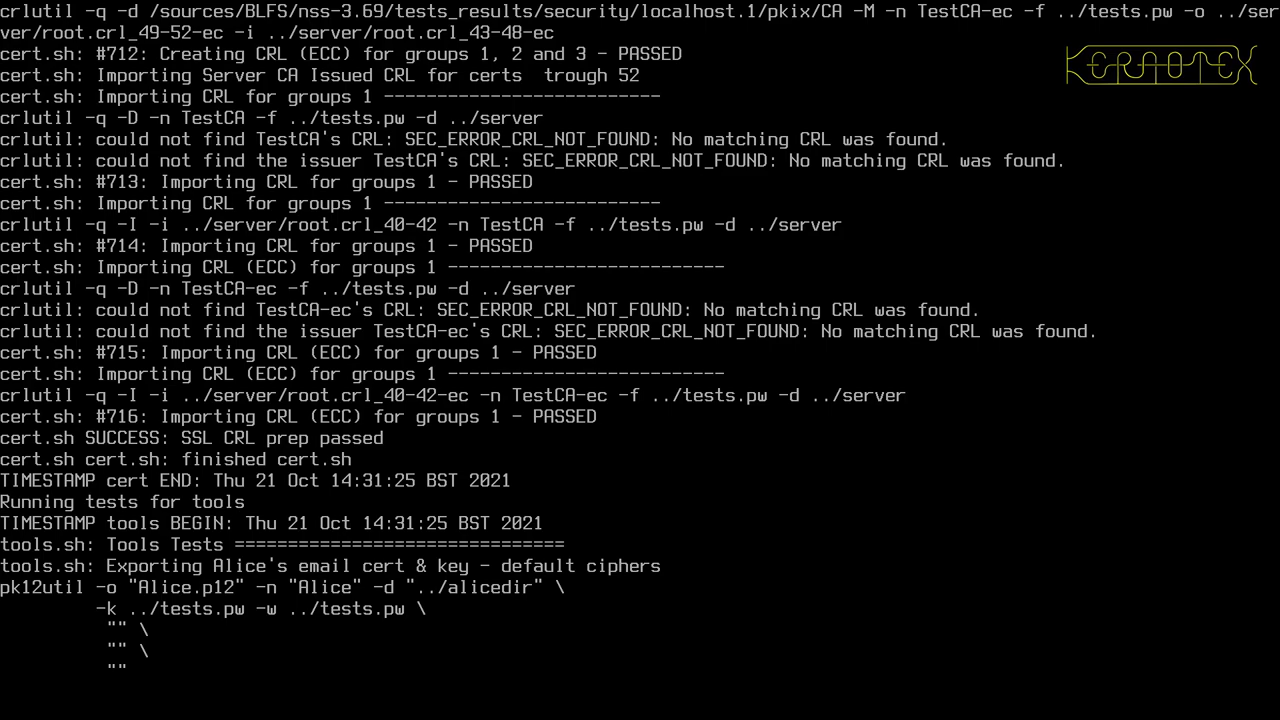 crlutil -q -d /sources/BLFS/nss-3.69/tests_results/security/localhost.1/pkix/CA -M -n TestCA-ec -f ../tests.pw -o ../ser
ver/root.crl_49-52-ec -i ../server/root.crl_43-48-ec
cert.sh: #712: Creating CRL (ECC) for groups 1, 2 and 3 - PASSED
cert.sh: Importing Server CA Issued CRL for certs  trough 52
cert.sh: Importing CRL for groups 1 --------------------------
crlutil -q -D -n TestCA -f ../tests.pw -d ../server
crlutil: could not find TestCA's CRL: SEC_ERROR_CRL_NOT_FOUND: No matching CRL was found.
crlutil: could not find the issuer TestCA's CRL: SEC_ERROR_CRL_NOT_FOUND: No matching CRL was found.
cert.sh: #713: Importing CRL for groups 1 - PASSED
cert.sh: Importing CRL for groups 1 --------------------------
crlutil -q -I -i ../server/root.crl_40-42 -n TestCA -f ../tests.pw -d ../server
cert.sh: #714: Importing CRL for groups 1 - PASSED
cert.sh: Importing CRL (ECC) for groups 1 --------------------------
crlutil -q -D -n TestCA-ec -f ../tests.pw -d ../server
crlutil: could not find TestCA-ec's CRL: SEC_ERROR_CRL_NOT_FOUND: No matching CRL was found.
crlutil: could not find the issuer TestCA-ec's CRL: SEC_ERROR_CRL_NOT_FOUND: No matching CRL was found.
cert.sh: #715: Importing CRL (ECC) for groups 1 - PASSED
cert.sh: Importing CRL (ECC) for groups 1 --------------------------
crlutil -q -I -i ../server/root.crl_40-42-ec -n TestCA-ec -f ../tests.pw -d ../server
cert.sh: #716: Importing CRL (ECC) for groups 1 - PASSED
cert.sh SUCCESS: SSL CRL prep passed
cert.sh cert.sh: finished cert.sh
TIMESTAMP cert END: Thu 21 Oct 14:31:25 BST 2021
Running tests for tools
TIMESTAMP tools BEGIN: Thu 21 Oct 14:31:25 BST 2021
tools.sh: Tools Tests ===============================
tools.sh: Exporting Alice's email cert & key - default ciphers
pk12util -o "Alice.p12" -n "Alice" -d "../alicedir" \
         -k ../tests.pw -w ../tests.pw \
          "" \
          "" \
          ""